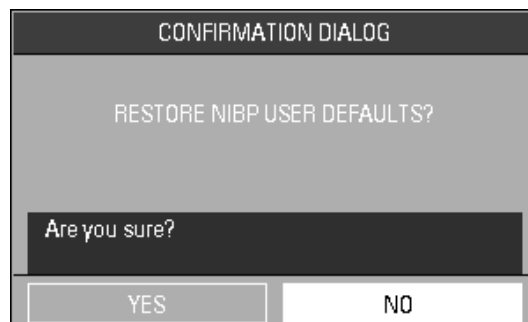 CONFIRMATION DIALOG
RESTORE NIBP USER DEFAULTS?
Are you sure?
YES
NO